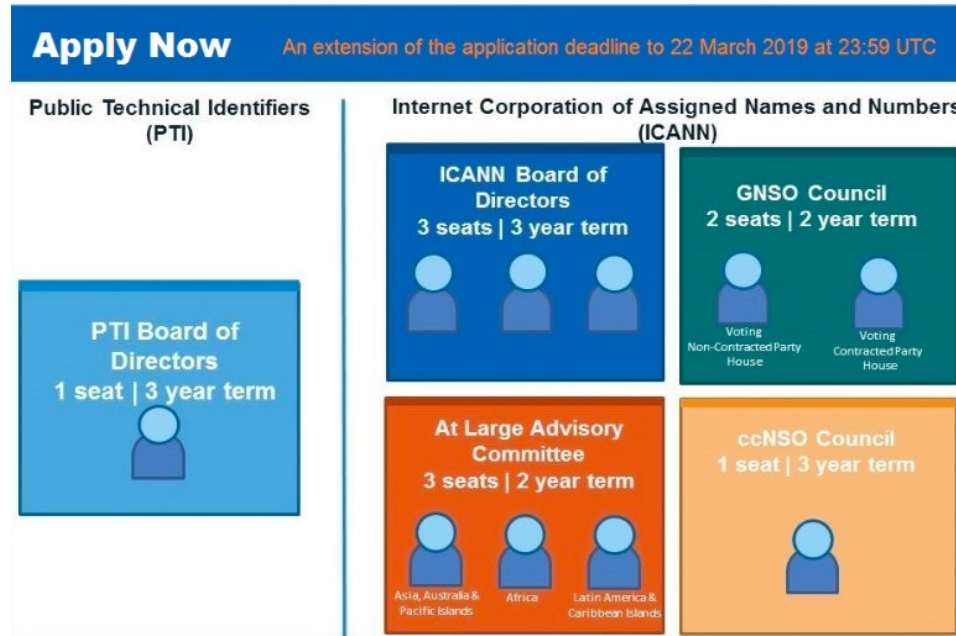 Apply Now
An extension of the application deadline to 22 March 2019 at 23:59 UTC
Public Technical Identifiers
(PTI)
Internet Corporation of Assigned Names and Numbers
(ICANN)
PTI Board of
Directors
1 seat | 3 year term
ICANN Board of
Directors
3 seats | 3 year term
GNSO Council
2 seats | 2 year term
Voting
Non-Contracted Party
House
Voting
Contracted Party
House
At Large Advisory
Committee
3 seats | 2 year term
Asia, Australia &
Pacific Islands
Africa
Latin America &
Caribbean Islands
ccNSO Council
1 seat | 3 year term